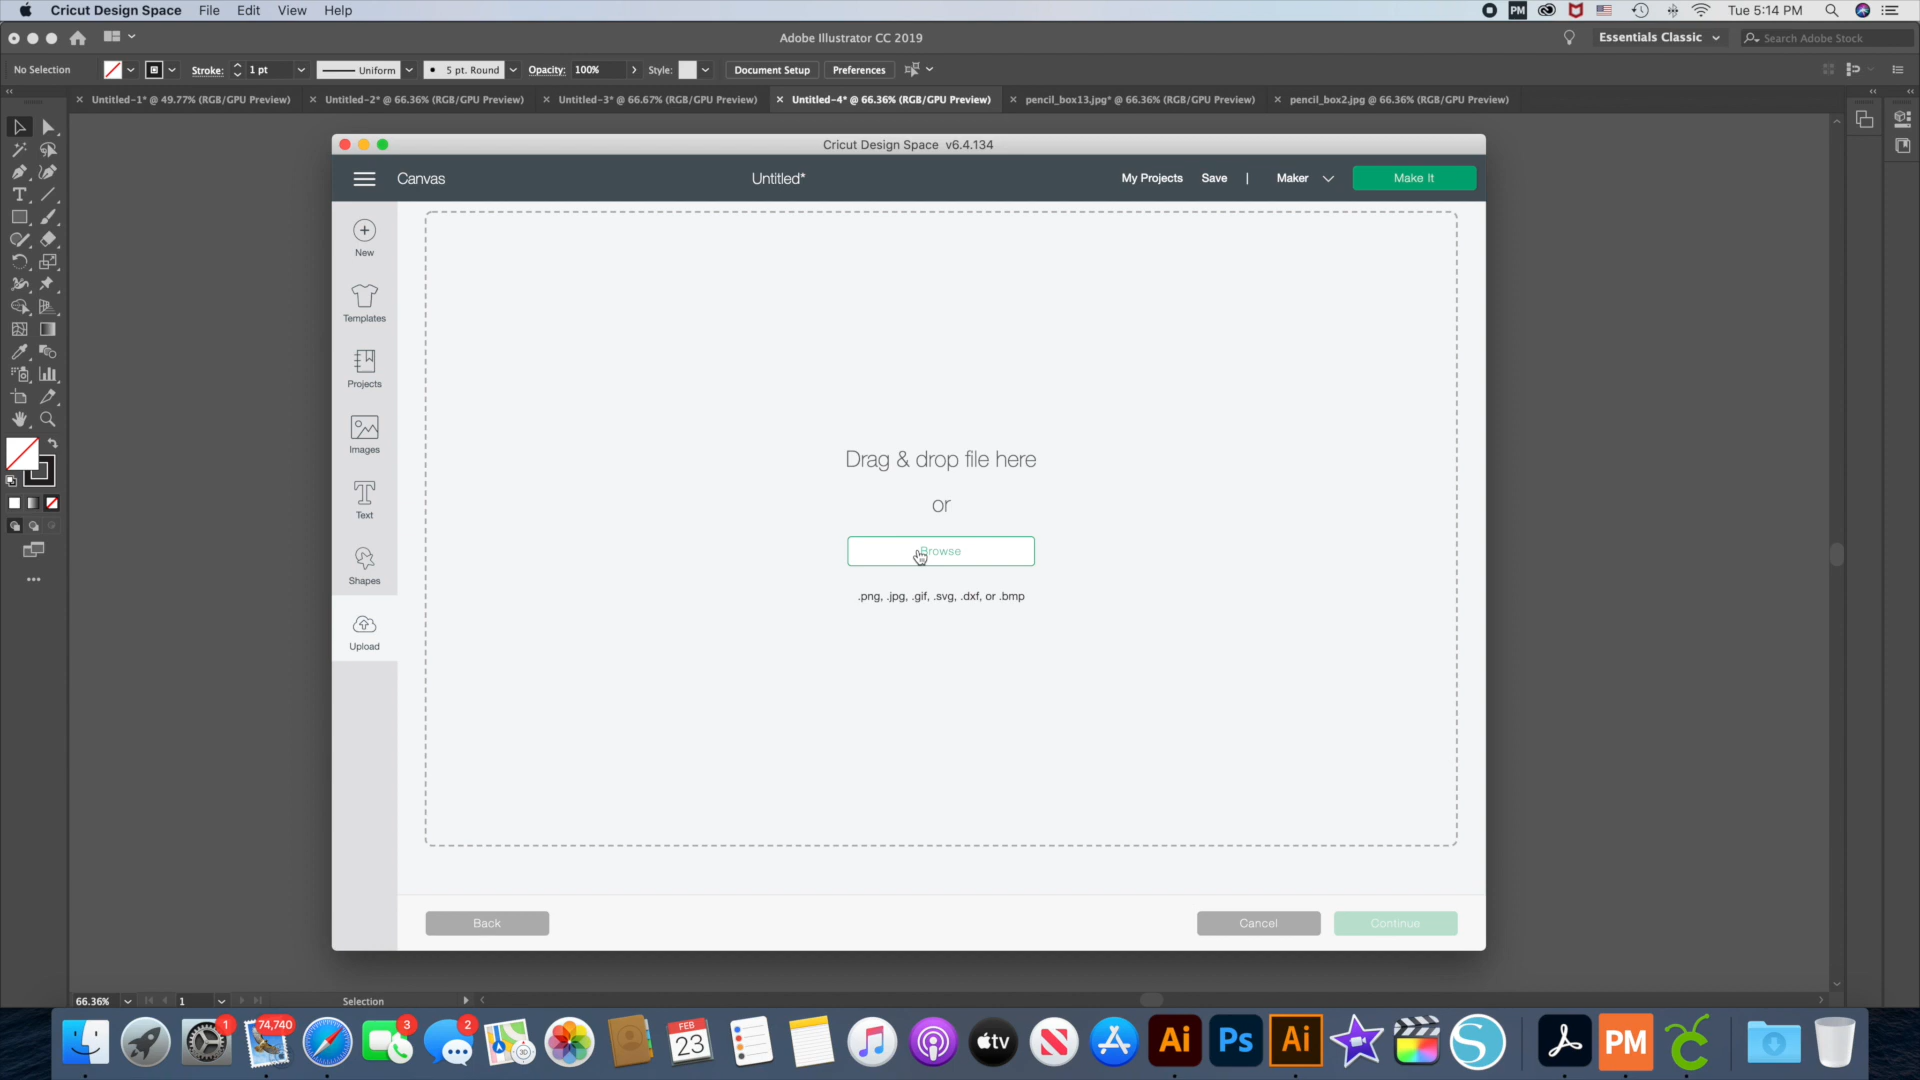 Cricut Design Space File Edit View Help
PM Tue 5:14 PM
Adobe Illustrator CC 2019
Essentials Classic
Search Adobe Stock
No Selection Stroke: 1 pt Uniform 5 pt. Round Opacity: 100% Style: Document Setup Preferences
Untitled-1* @ 49.77% (RGB/GPU Preview) Untitled-2* @ 66.36% (RGB/GPU Preview) Untitled-3* @ 66.67% (RGB/GPU Preview) Untitled-4* @ 66.36% (RGB/GPU Preview) pencil_box13.jpg* @ 66.36% (RGB/GPU Preview) pencil_box2.jpg @ 66.36% (RGB/GPU Preview)
Cricut Design Space v6.4.134
Canvas Untitled* My Projects Save | Maker Make It
New
Templates
Projects
Images
Text
Shapes
Upload
Drag & drop file here
or
Browse
.png, .jpg, .gif, .svg, .dxf, or .bmp
Back Cancel Continue
66.36% 1 Selection
1 74,740 3 2 3D FEB 23 tv Ai Ps Ai PM